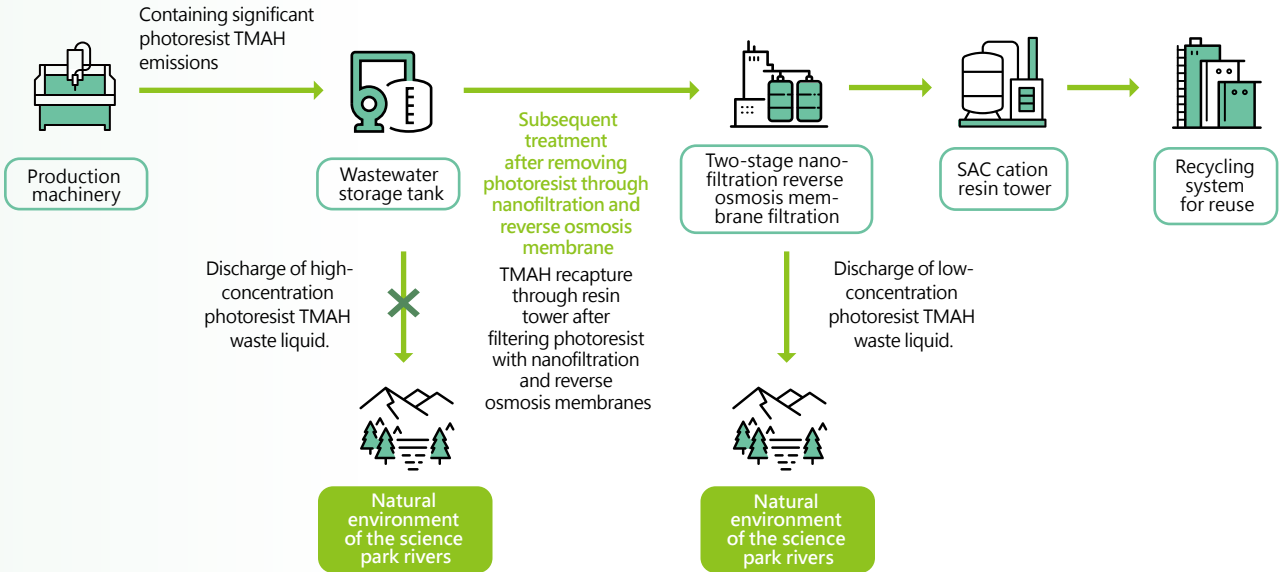 Containing significant
photoresist TMAH
emissions
Production
machinery
Wastewater
storage tank
Subsequent
treatment
after removing
photoresist through
nanofiltration and
reverse osmosis
membrane
TMAH recapture
through resin
tower after
filtering photoresist
with nanofiltration
and reverse
osmosis membranes
Two-stage nano-
filtration reverse
osmosis mem-
brane filtration
SAC cation
resin tower
Recycling
system
for reuse
Discharge of high-
concentration
photoresist TMAH
waste liquid.
Discharge of low-
concentration
photoresist TMAH
waste liquid.
Natural
environment
of the science
park rivers
Natural
environment
of the science
park rivers